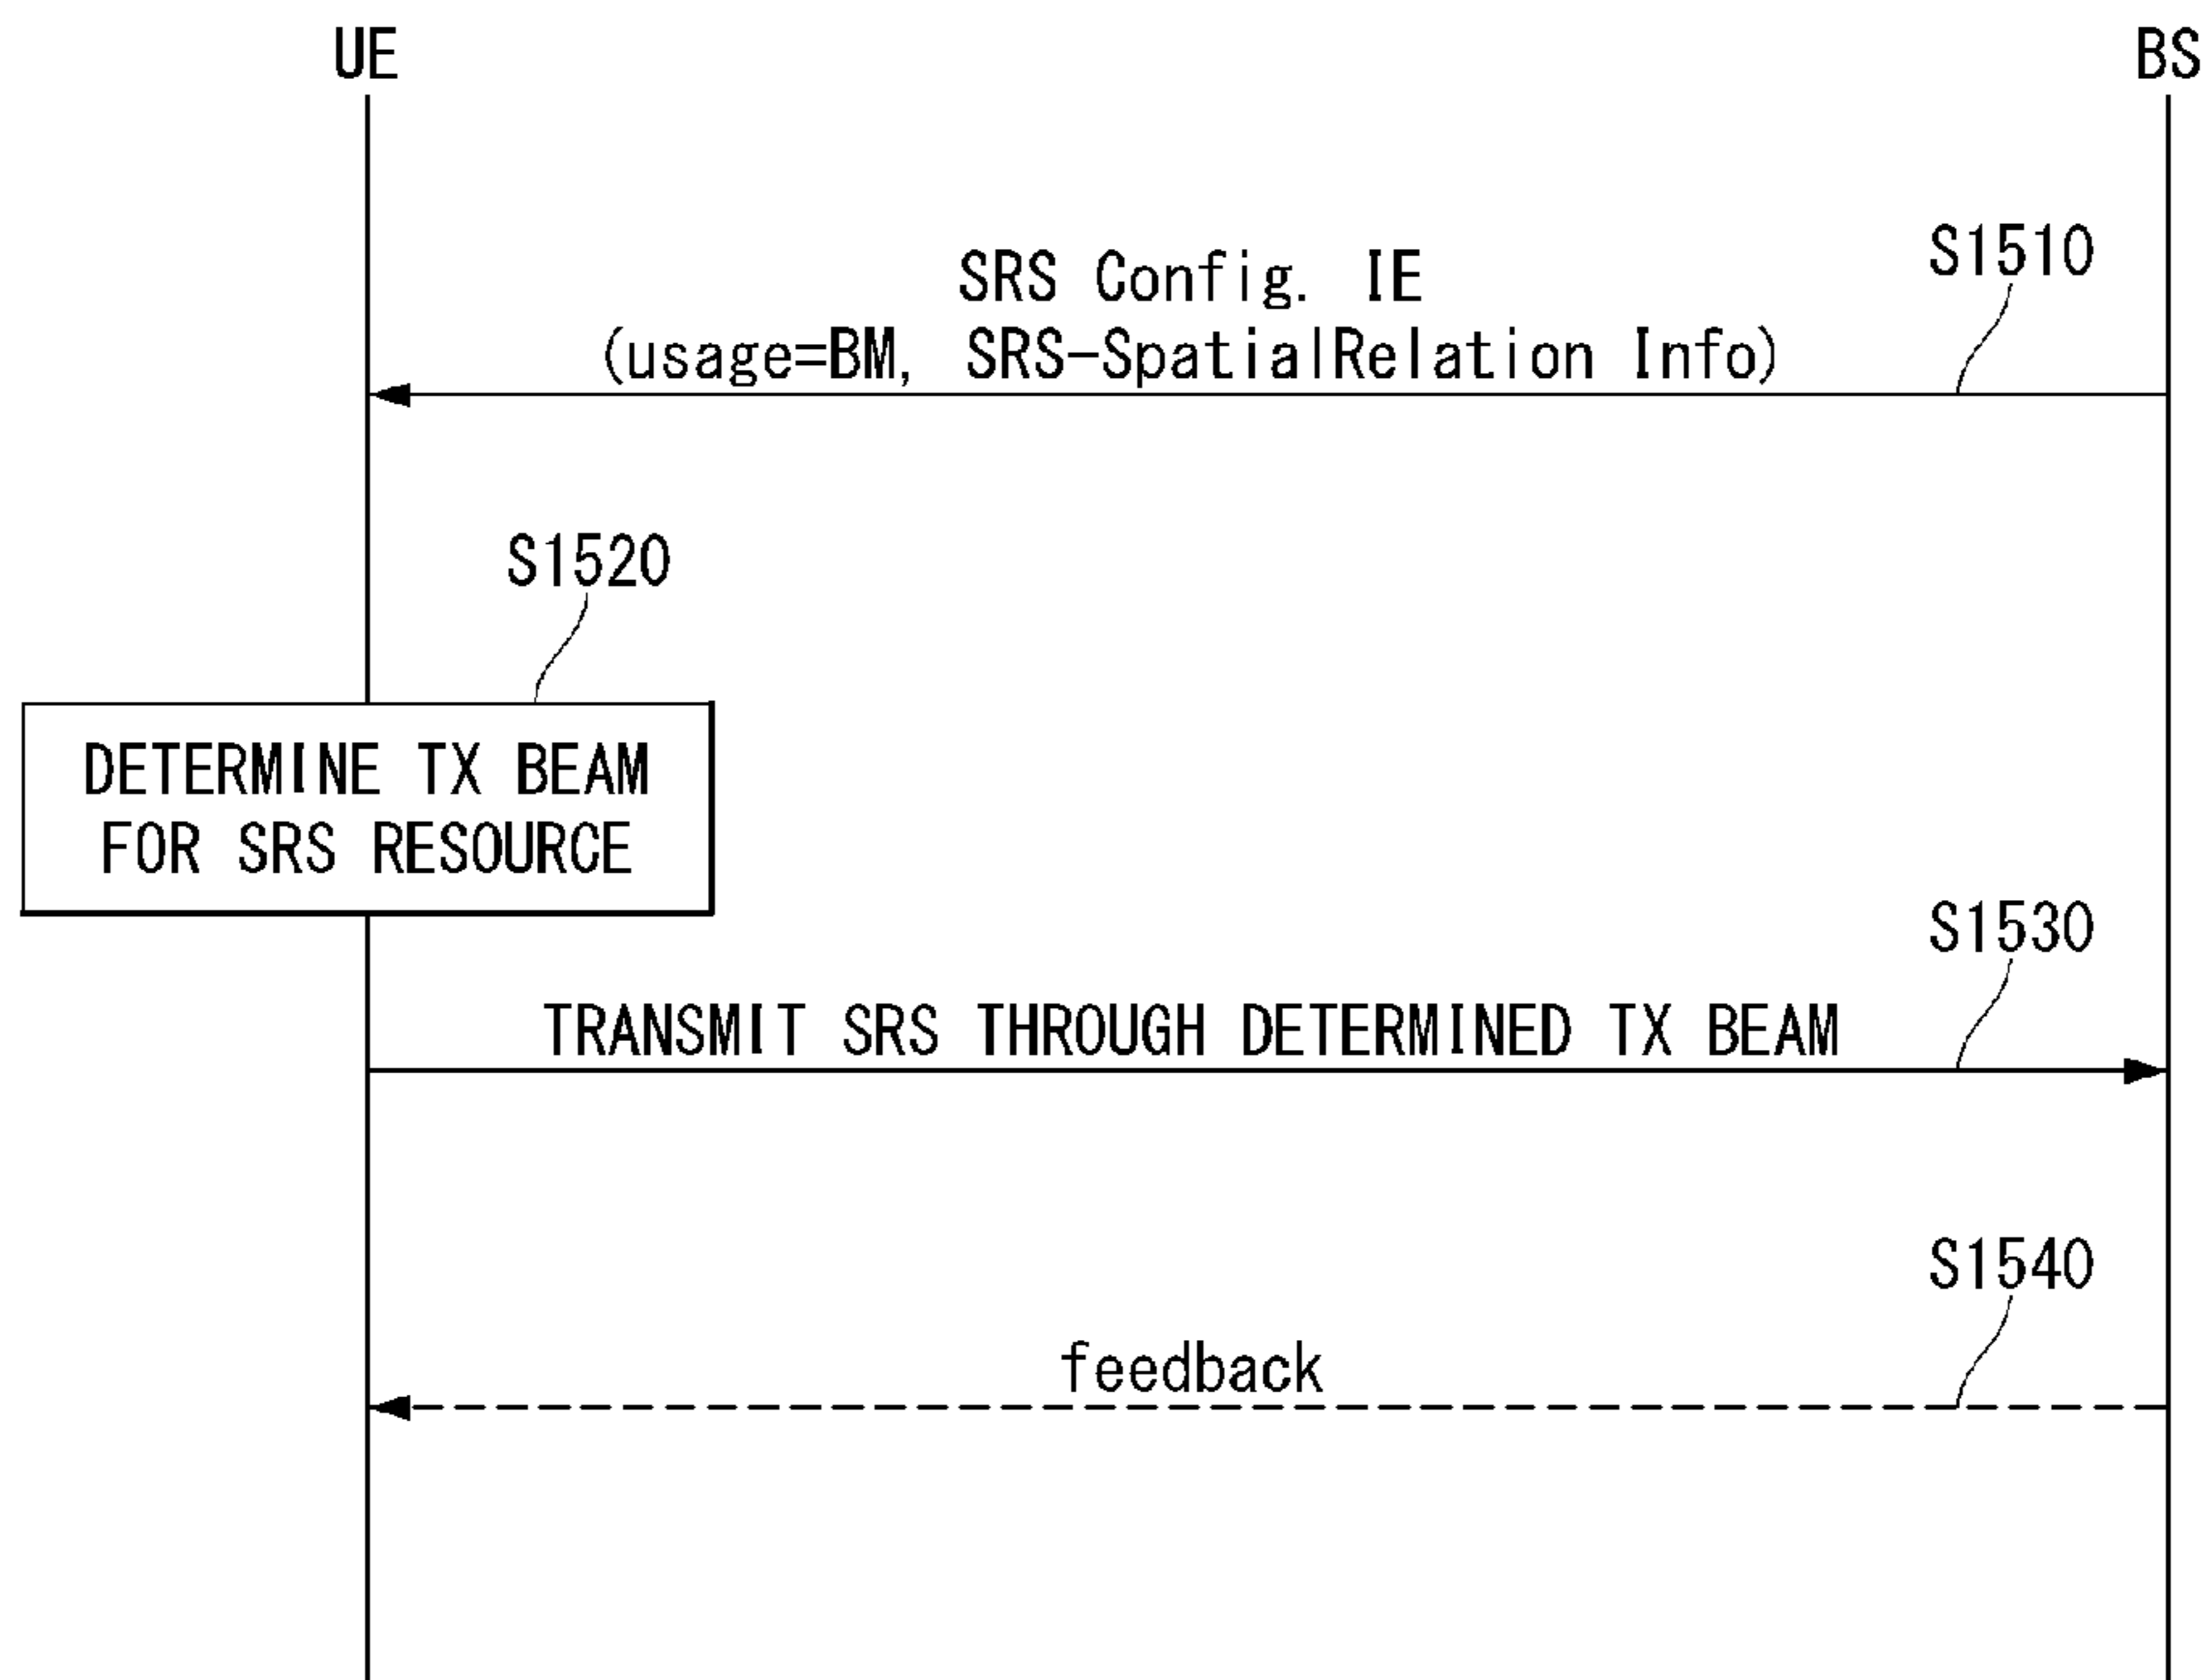 UE
BS
S1510
SRS Config. IE
(usage=BM, SRS-SpatialRelation Info)
S1520
DETERMINE TX BEAM
FOR SRS RESOURCE
S1530
TRANSMIT SRS THROUGH DETERMINED TX BEAM
S1540
feedback